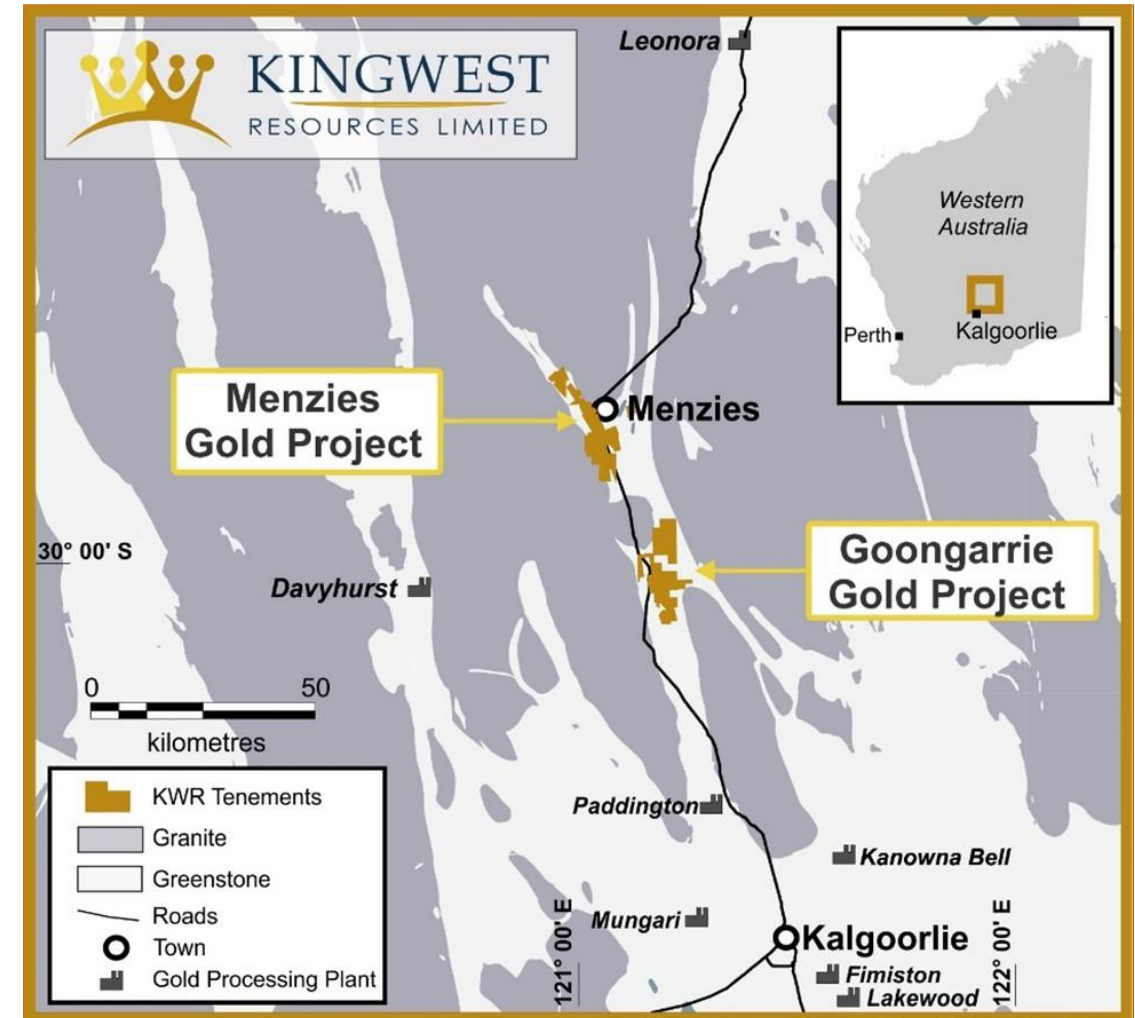 KINGWEST
RESOURCES LIMITED
Leonora
Western
Australia
Perth
Kalgoorlie
Menzies
Gold Project
Menzies
30° 00' S
Davyhurst
Goongarrie
Gold Project
0 50
kilometres
Paddington
Kanowna Bell
Mungari
Kalgoorlie
Fimiston
Lakewood
121° 00' E
122° 00' E
KWR Tenements
Granite
Greenstone
Roads
Town
Gold Processing Plant